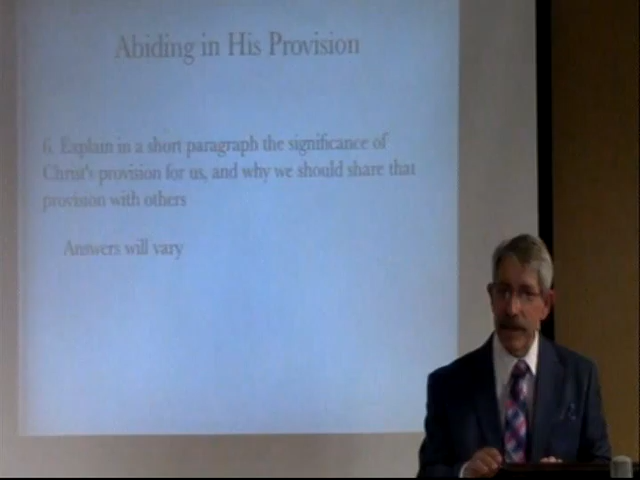 Abiding in His Provision
6. Explain in a short paragraph the significance of
Christ's provision for us, and why we should share that
provision with others
Answers will vary